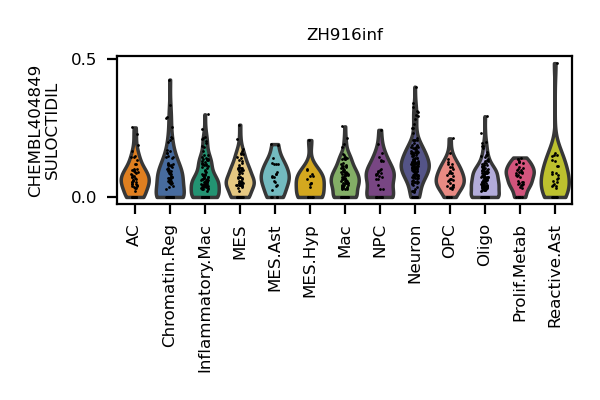 ZH916inf
CHEMBL404849
SULOCTIDIL
0.5
0.0
AC
Chromatin.Reg
Inflammatory.Mac
MES
MES.Ast
MES.Hyp
Mac
NPC
Neuron
OPC
Oligo
Prolif.Metab
Reactive.Ast